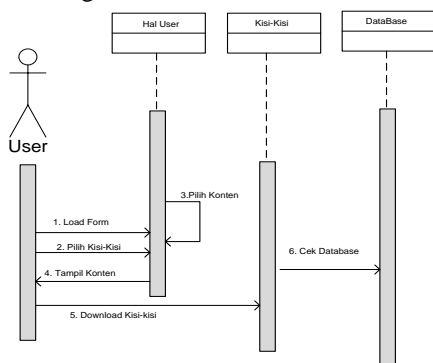 Hal User
Kisi-Kisi
DataBase
User
3.Pilih Konten
1. Load Form
2. Pilih Kisi-Kisi
6. Cek Database
4. Tampil Konten
5. Download Kisi-kisi